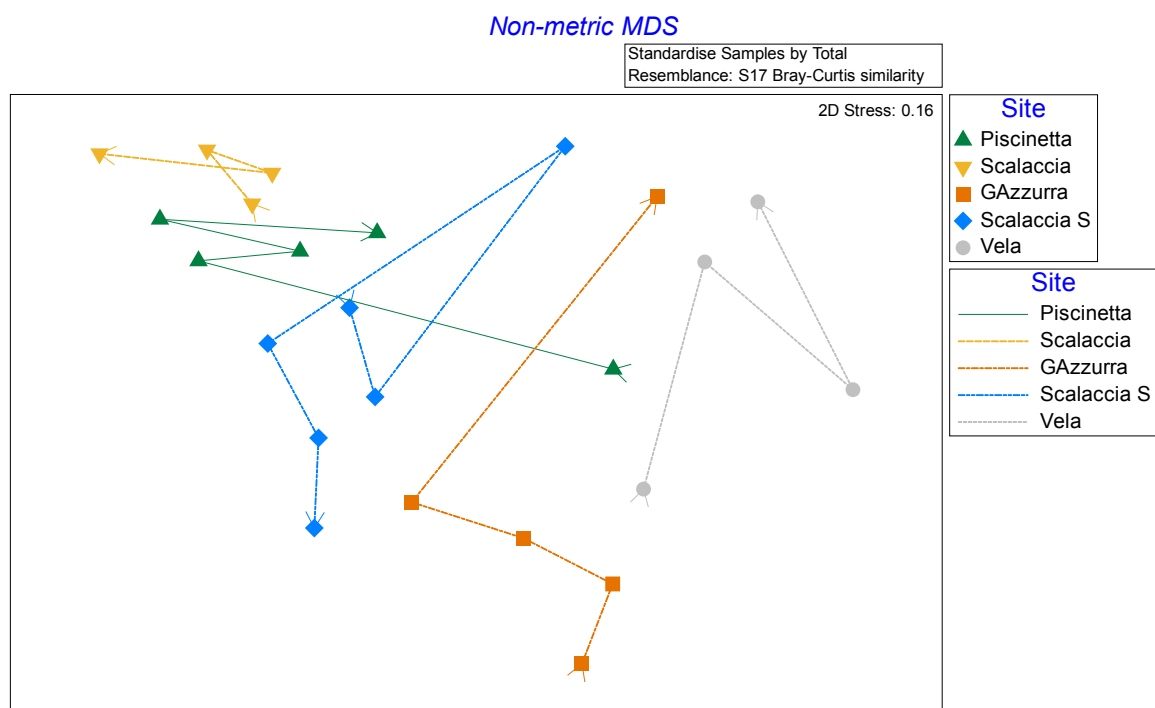 Non-metric MDS
Standardise Samples by Total
Resemblance: S17 Bray-Curtis similarity
2D Stress: 0.16
Site
Piscinetta
Scalaccia
GAzzurra
Scalaccia S
Vela
Site
Piscinetta
Scalaccia
GAzzurra
Scalaccia S
Vela